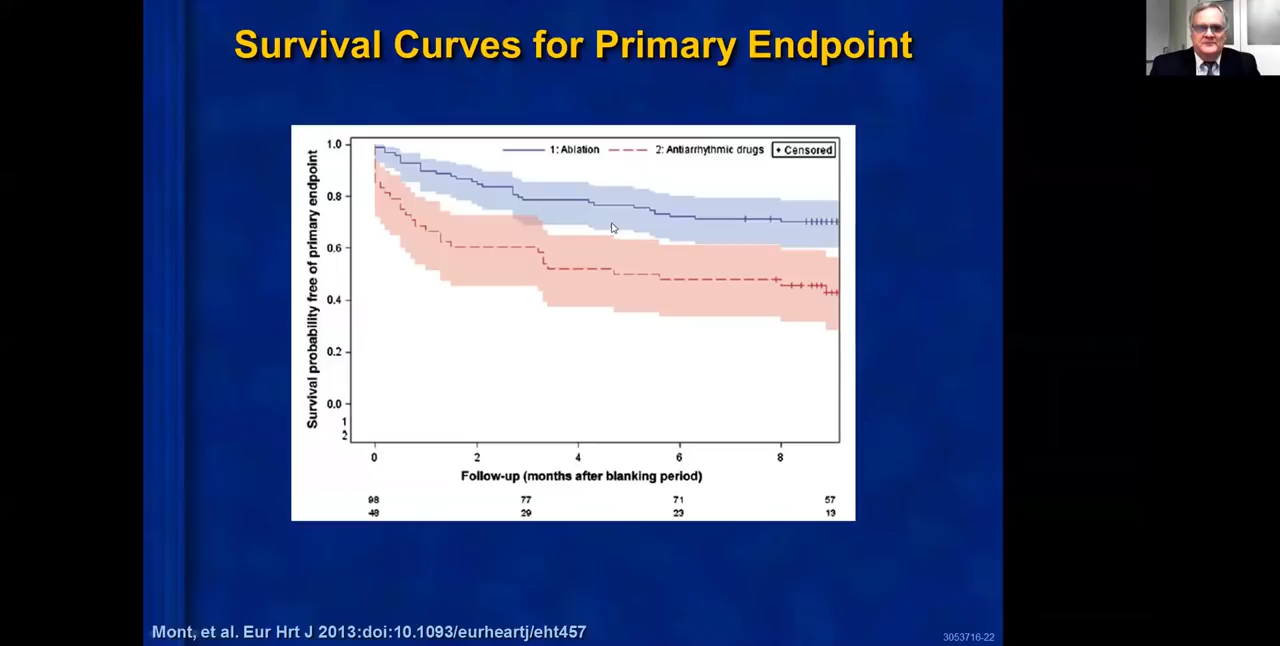 Survival Curves for Primary Endpoint
1: Ablation
2: Antiarrhythmic drugs
+ Censored
Survival probability free of primary endpoint
1.0
0.8
0.6
0.4
0.2
0.0
1
2
0 2 4 6 8
Follow-up (months after blanking period)
98 77 71 57
48 29 23 13
Mont, et al. Eur Hrt J 2013:doi:10.1093/eurheartj/eht457
3053716-22